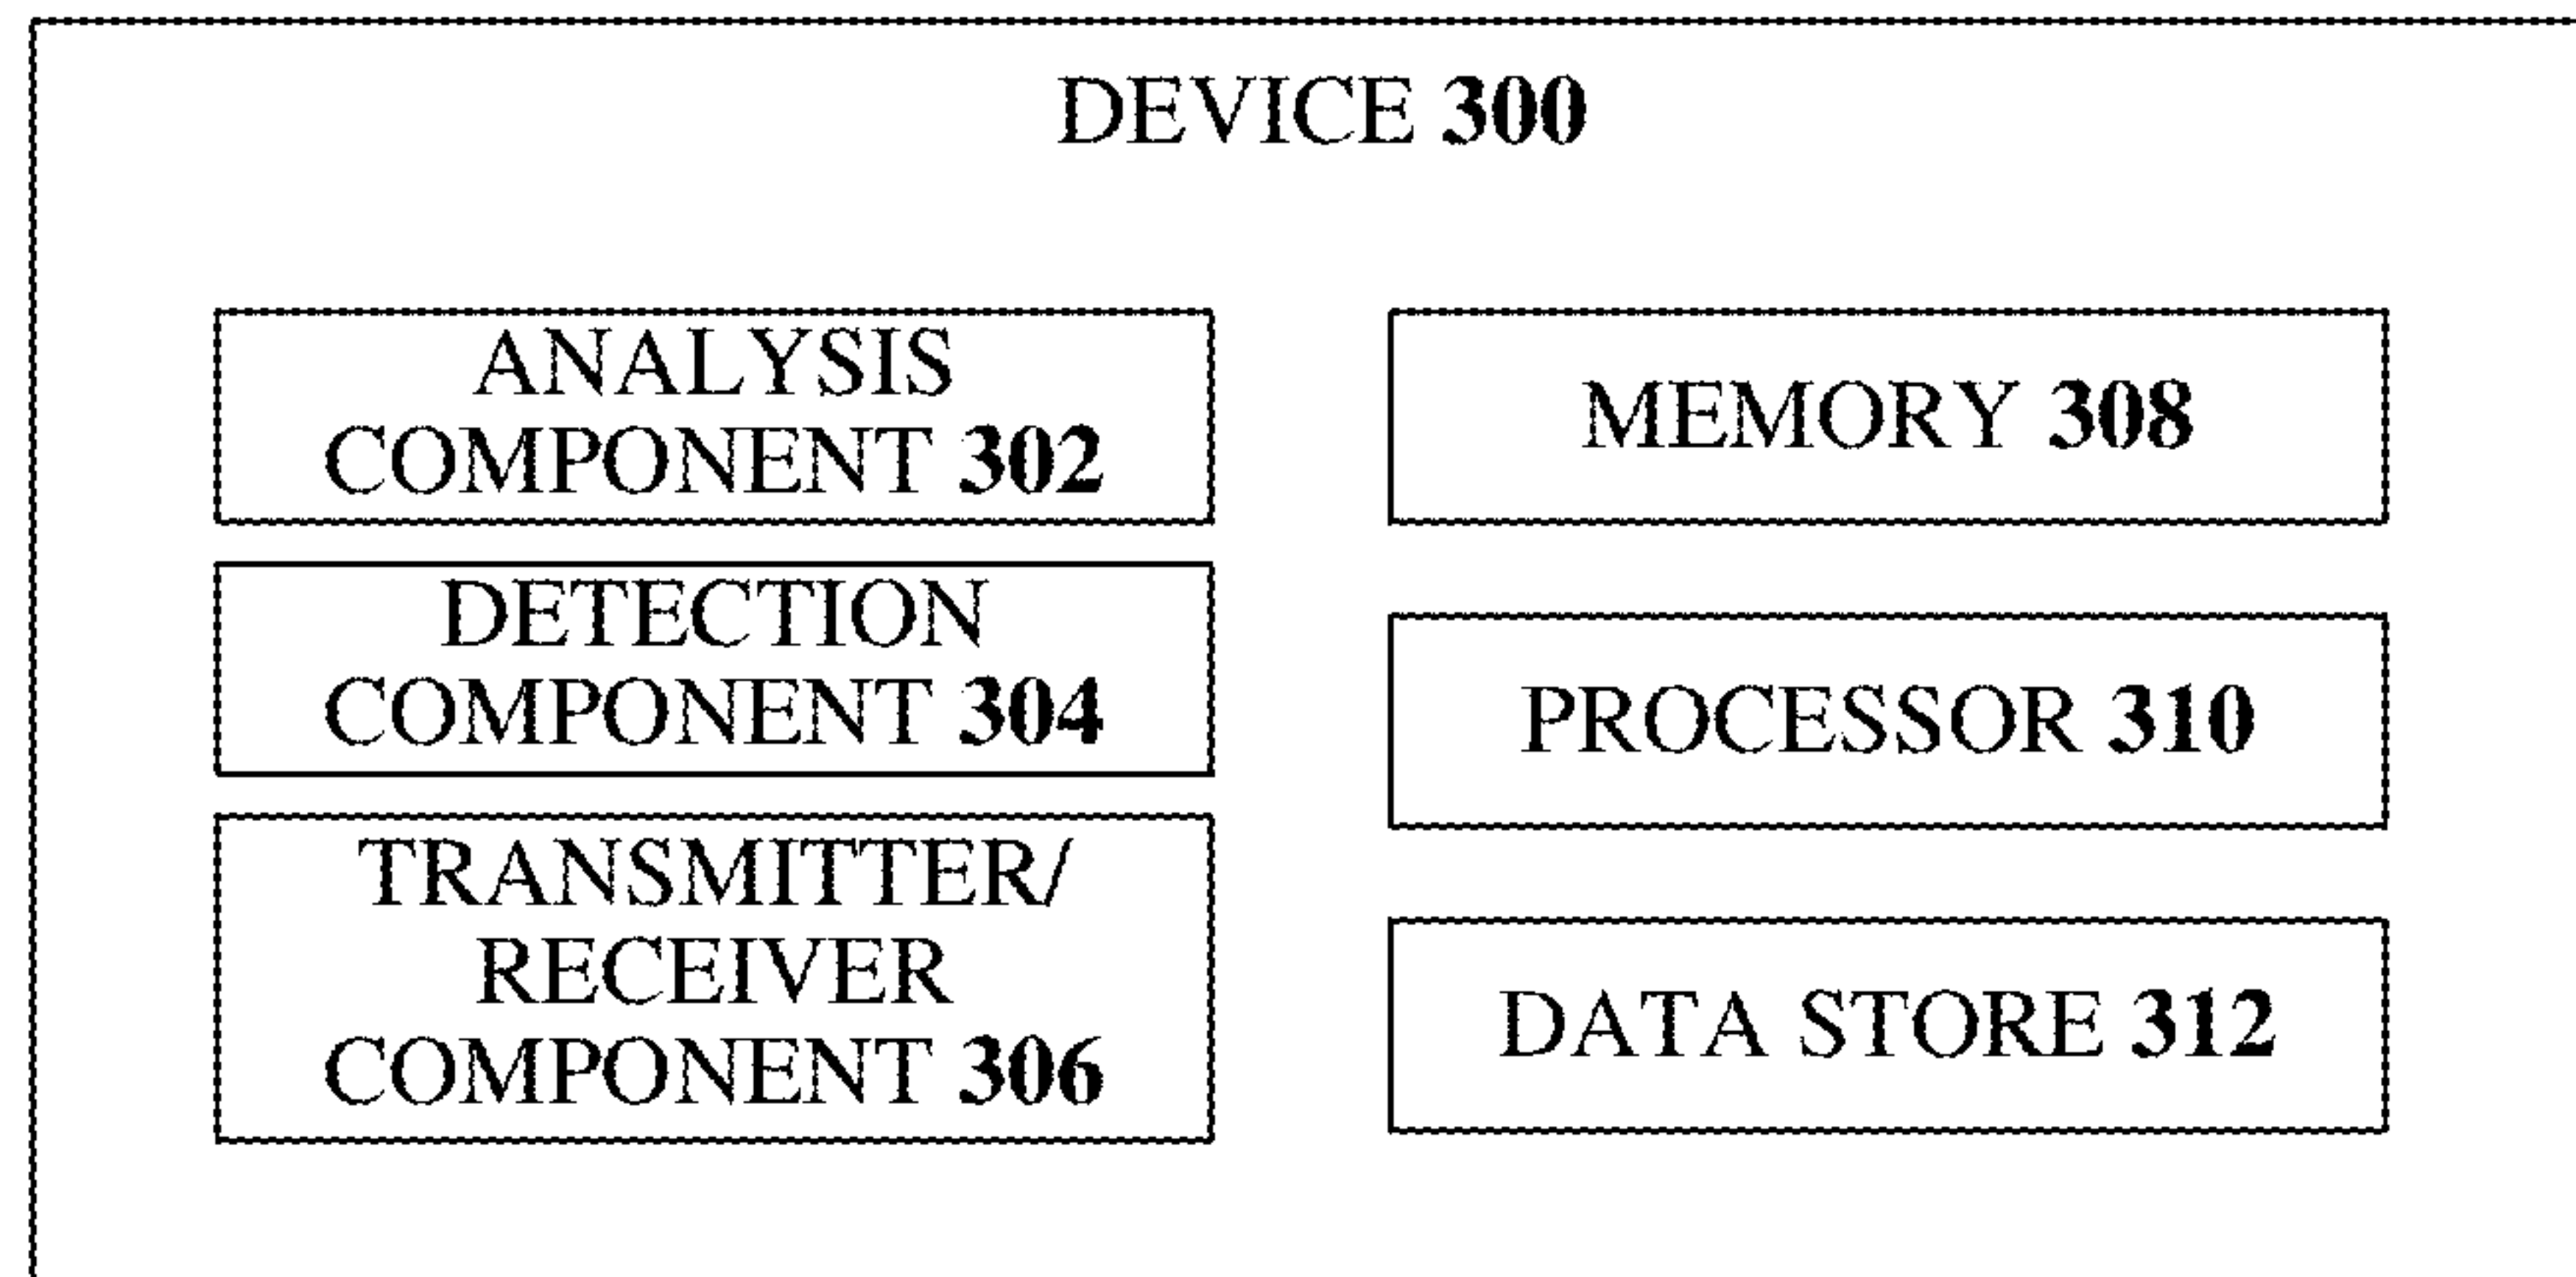 DEVICE 300
ANALYSIS
COMPONENT 302
DETECTION
COMPONENT 304
TRANSMITTER/
RECEIVER
COMPONENT 306
MEMORY 308
PROCESSOR 310
DATA STORE 312